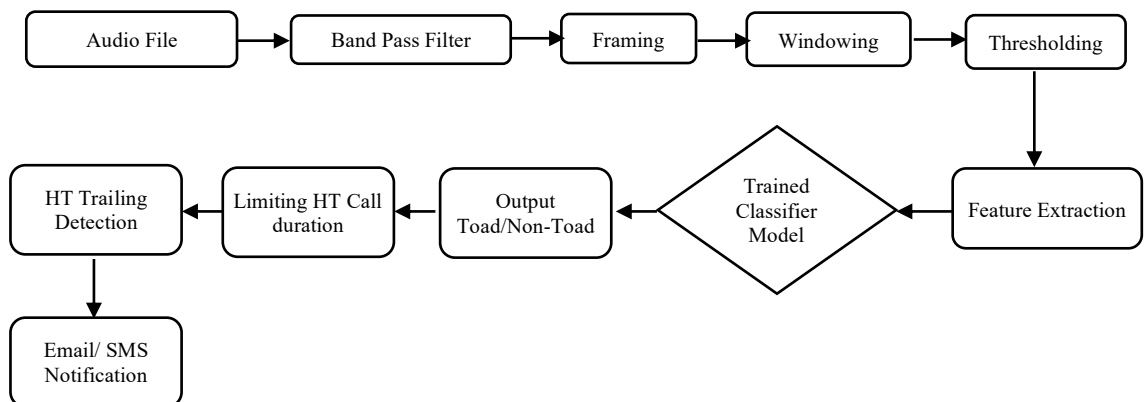 Audio File
Band Pass Filter
Framing
Windowing
Thresholding
Feature Extraction
Trained
Classifier
Model
Output
Toad/Non-Toad
Limiting HT Call
duration
HT Trailing
Detection
Email/ SMS
Notification